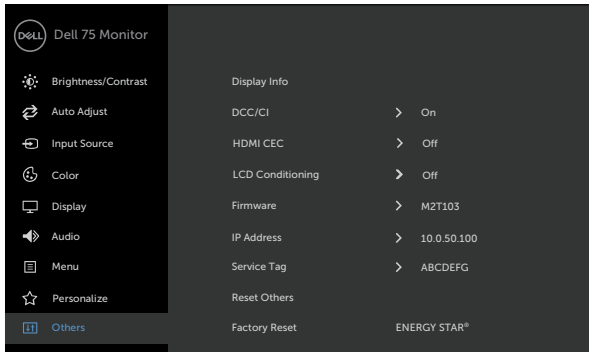 DELL Dell 75 Monitor
Brightness/Contrast Display Info
Auto Adjust DCC/CI On
Input Source HDMI CEC Off
Color LCD Conditioning Off
Display Firmware M2T103
Audio IP Address 10.0.50.100
Menu Service Tag ABCDEFG
Personalize Reset Others
Others Factory Reset ENERGY STAR®